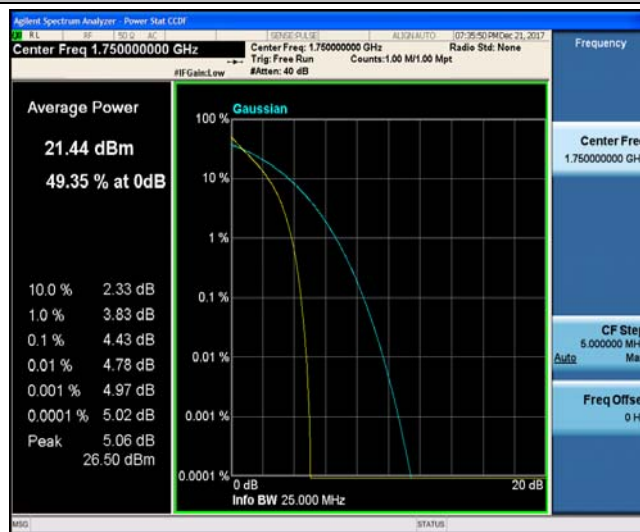 Agilent Spectrum Analyzer - Power Stat CCDF
RL RF 50 Ω AC SENSE:PULSE ALIGN AUTO 07:35:50 PM Dec 21, 2017
Center Freq 1.750000000 GHz
Center Freq: 1.750000000 GHz Radio Std: None
Trig: Free Run Counts:1.00 M/1.00 Mpt
#IFGain:Low #Atten: 40 dB
Frequency
Average Power
21.44 dBm
49.35 % at 0dB
10.0 % 2.33 dB
1.0 % 3.83 dB
0.1 % 4.43 dB
0.01 % 4.78 dB
0.001 % 4.97 dB
0.0001 % 5.02 dB
Peak 5.06 dB
26.50 dBm
Gaussian
100 %
10 %
1 %
0.1 %
0.01 %
0.001 %
0.0001 %
0 dB 20 dB
Info BW 25.000 MHz
Center Fre
1.750000000 GH
CF Step
5.000000 MH
Auto Ma
Freq Offse
0 H
MSG STATUS